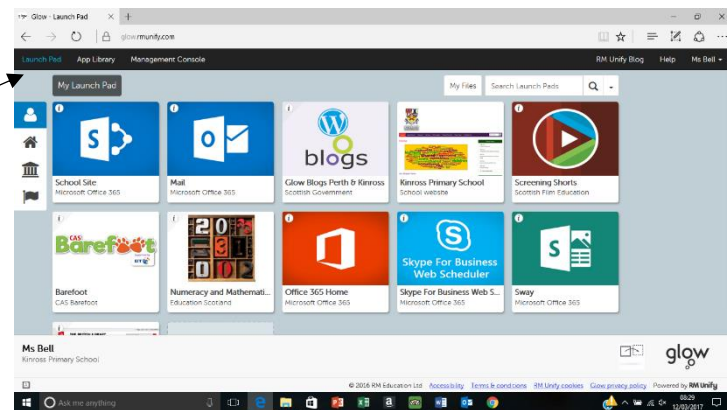 Glow - Launch Pad
glow.rmunify.com
Launch Pad App Library Management Console RM Unify Blog Help Ms Bell
My Launch Pad My Files Search Launch Pads
blogs
Skype For Business
Web Scheduler
School Site Mail Glow Blogs Perth & Kinross Kinross Primary School Screening Shorts
Microsoft Office 365 Microsoft Office 365 Scottish Government School website Scottish Film Education
CAS
Barefoot
Barefoot Numeracy and Mathemati... Office 365 Home Skype For Business Web S... Sway
CAS Barefoot Education Scotland Microsoft Office 365 Microsoft Office 365 Microsoft Office 365
Ms Bell
Kinross Primary School
glow
© 2016 RM Education Ltd Accessibility Terms & conditions RM Unify cookies Glow privacy policy Powered by RM Unify
Ask me anything
08:29
12/03/2017